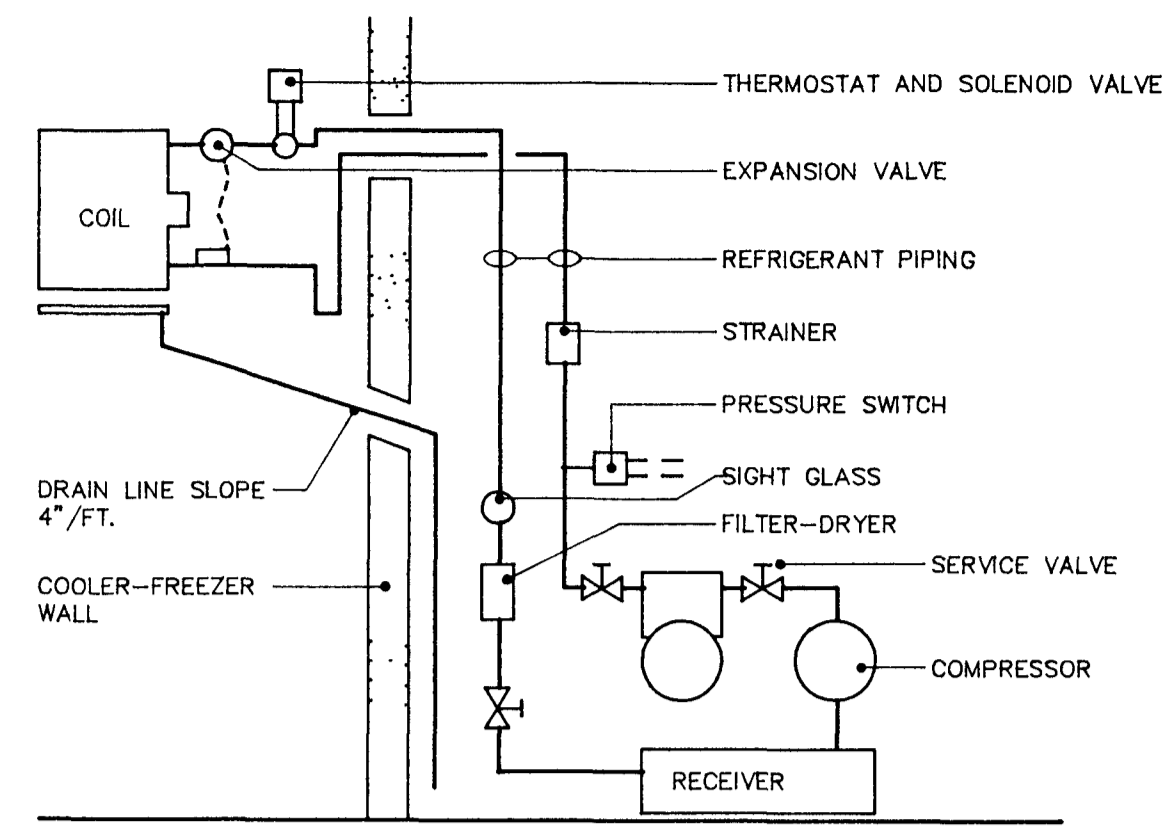 THERMOSTAT AND SOLENOID VALVE
EXPANSION VALVE
COIL
REFRIGERANT PIPING
STRAINER
PRESSURE SWITCH
SIGHT GLASS
DRAIN LINE SLOPE
4"/FT.
FILTER-DRYER
SERVICE VALVE
COOLER-FREEZER
WALL
COMPRESSOR
RECEIVER